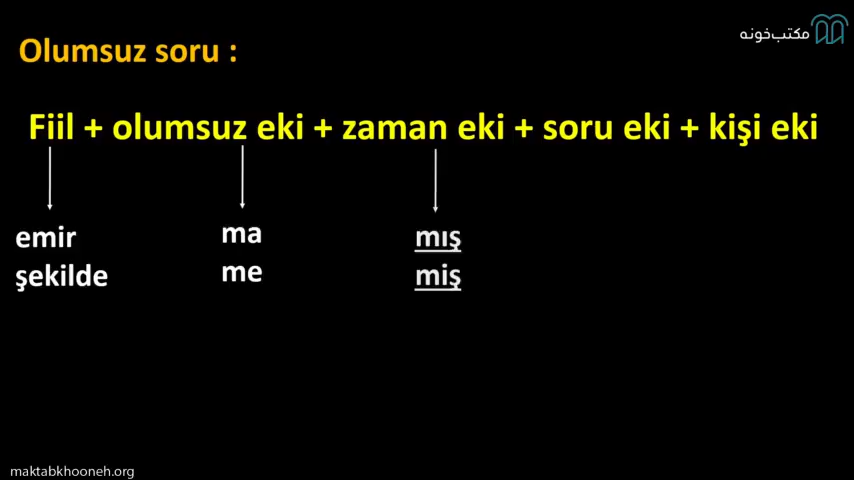 مکتب‌خونه
Olumsuz soru :
Fiil + olumsuz eki + zaman eki + soru eki + kişi eki
emir ma mış
şekilde me miş
maktabkhooneh.org